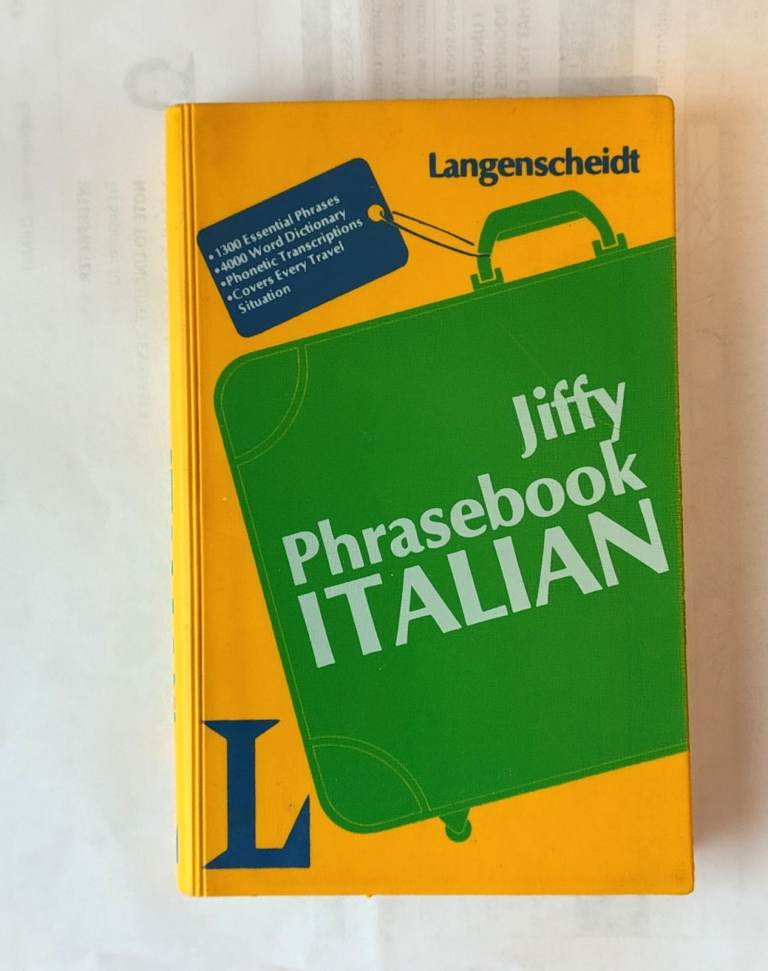 Langenscheidt
•1300 Essential Phrases
•4000 Word Dictionary
•Phonetic Transcriptions
•Covers Every Travel
Situation
Jiffy
Phrasebook
ITALIAN
L